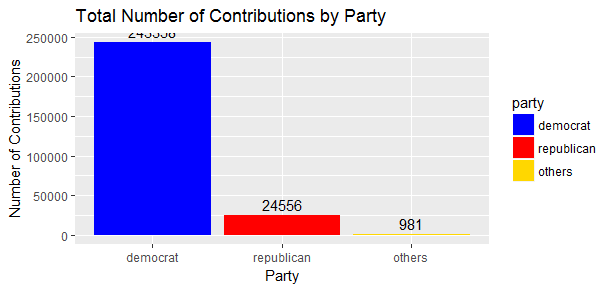 Total Number of Contributions by Party
Number of Contributions
250000
200000
150000
100000
50000
0
24556
981
democrat
republican
others
Party
party
democrat
republican
others